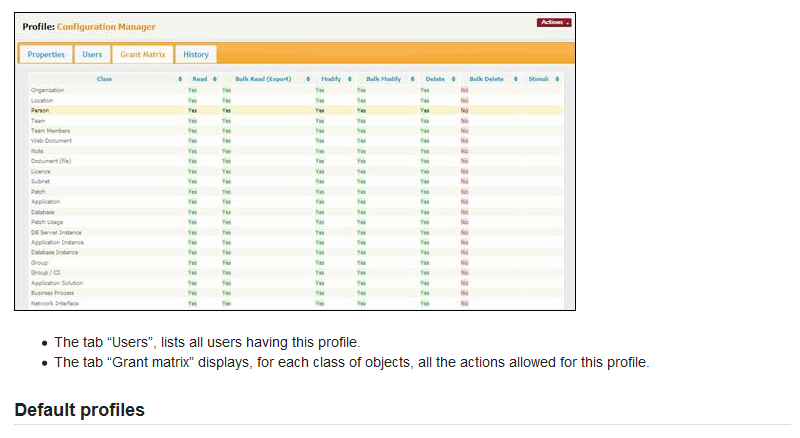 Profile: Configuration Manager
Actions
Properties Users Grant Matrix History
Class Read Bulk Read (Export) Modify Bulk Modify Delete Bulk Delete Stimuli
Organization Yes Yes Yes Yes Yes No
Location Yes Yes Yes Yes Yes No
Person Yes Yes Yes Yes Yes No
Team Yes Yes Yes Yes Yes No
Team Members Yes Yes Yes Yes Yes No
Web Document Yes Yes Yes Yes Yes No
Note Yes Yes Yes Yes Yes No
Document (file) Yes Yes Yes Yes Yes No
Licence Yes Yes Yes Yes Yes No
Subnet Yes Yes Yes Yes Yes No
Patch Yes Yes Yes Yes Yes No
Application Yes Yes Yes Yes Yes No
Database Yes Yes Yes Yes Yes No
Patch Usage Yes Yes Yes Yes Yes No
DB Server Instance Yes Yes Yes Yes Yes No
Application Instance Yes Yes Yes Yes Yes No
Database Instance Yes Yes Yes Yes Yes No
Group Yes Yes Yes Yes Yes No
Group / CI Yes Yes Yes Yes Yes No
Application Solution Yes Yes Yes Yes Yes No
Business Process Yes Yes Yes Yes Yes No
Network Interface Yes Yes Yes Yes Yes No
• The tab “Users”, lists all users having this profile.
• The tab “Grant matrix” displays, for each class of objects, all the actions allowed for this profile.
Default profiles